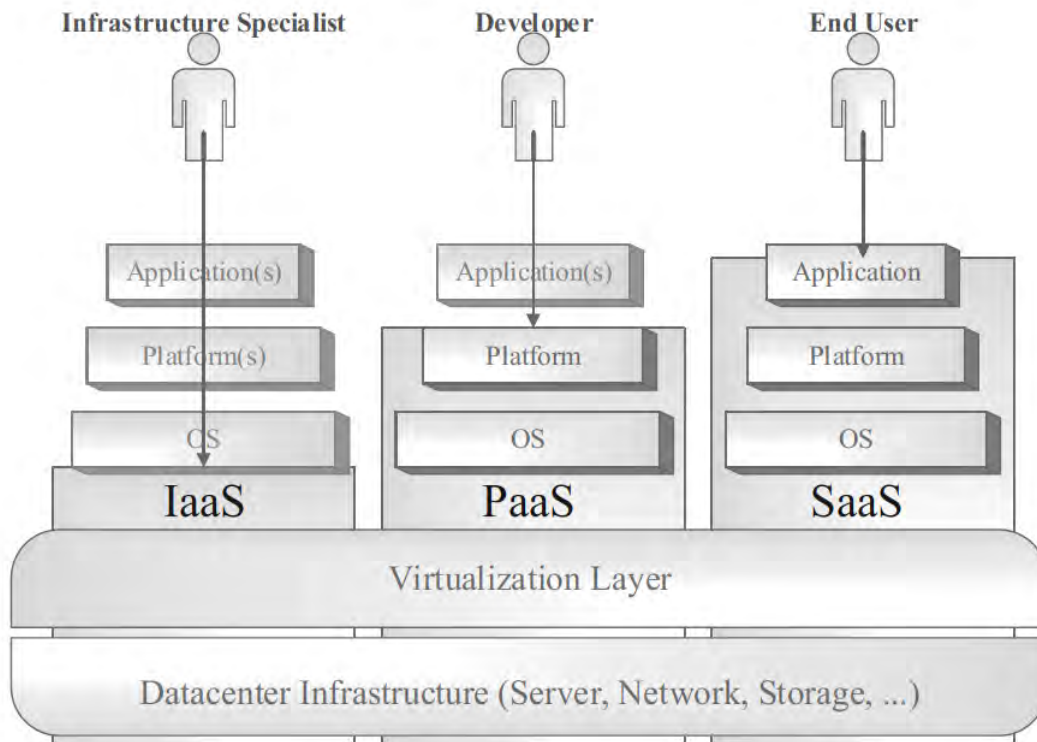 Infrastructure Specialist
Developer
End User
Application(s)
Application(s)
Application
Platform(s)
Platform
Platform
OS
OS
OS
IaaS
PaaS
SaaS
Virtualization Layer
Datacenter Infrastructure (Server, Network, Storage, ...)